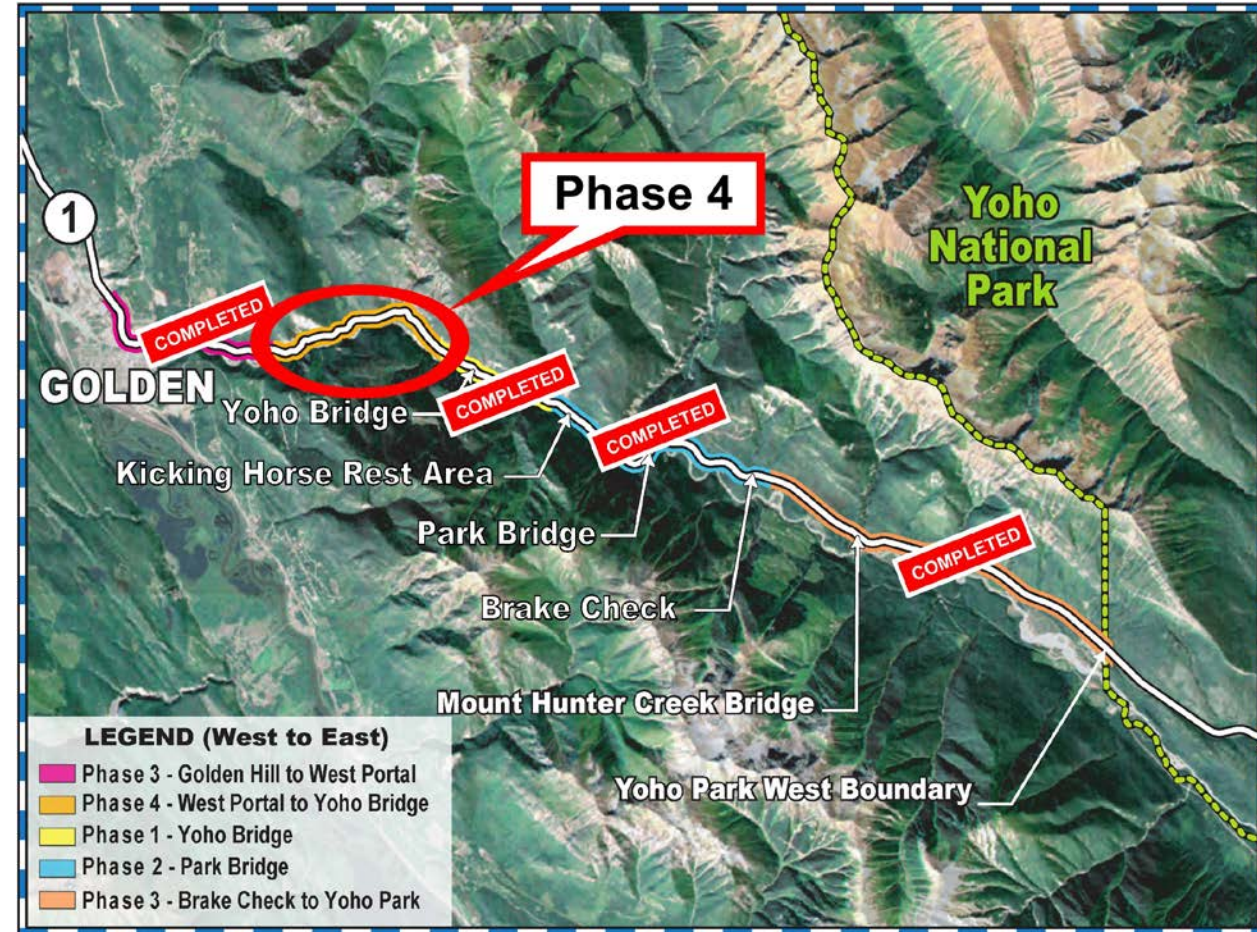 Phase 4
Yoho
National
Park
1
COMPLETED
GOLDEN
Yoho Bridge
COMPLETED
COMPLETED
Kicking Horse Rest Area
Park Bridge
COMPLETED
Brake Check
Mount Hunter Creek Bridge
Yoho Park West Boundary
LEGEND (West to East)
Phase 3 - Golden Hill to West Portal
Phase 4 - West Portal to Yoho Bridge
Phase 1 - Yoho Bridge
Phase 2 - Park Bridge
Phase 3 - Brake Check to Yoho Park